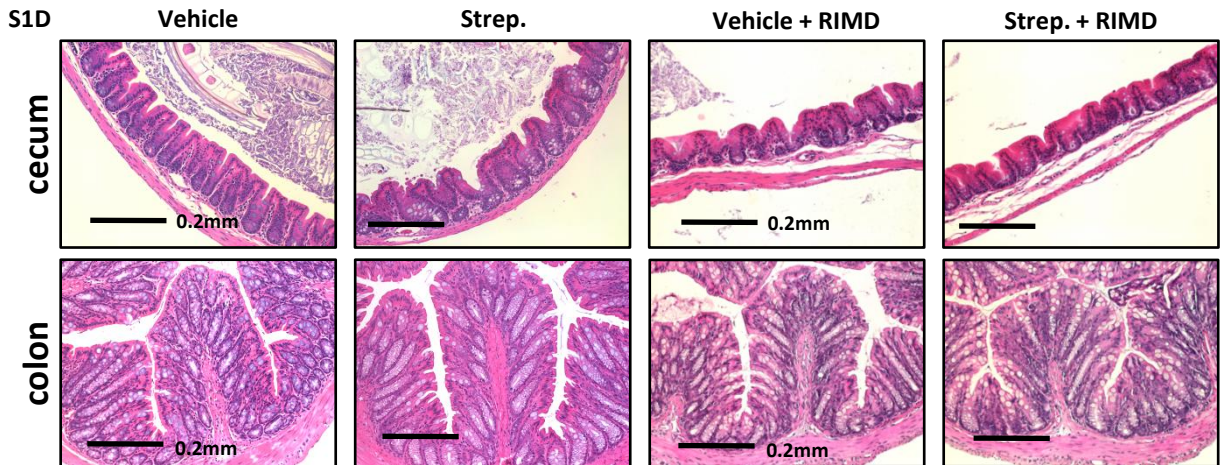 S1D Vehicle Strep. Vehicle + RIMD Strep. + RIMD
cecum
0.2mm
0.2mm
colon
0.2mm
0.2mm